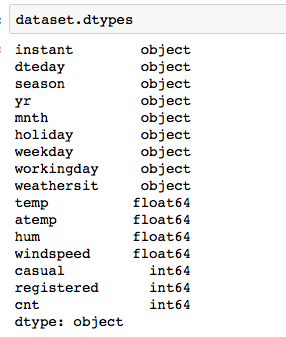 dataset.dtypes
instant object
dteday object
season object
yr object
mnth object
holiday object
weekday object
workingday object
weathersit object
temp float64
atemp float64
hum float64
windspeed float64
casual int64
registered int64
cnt int64
dtype: object